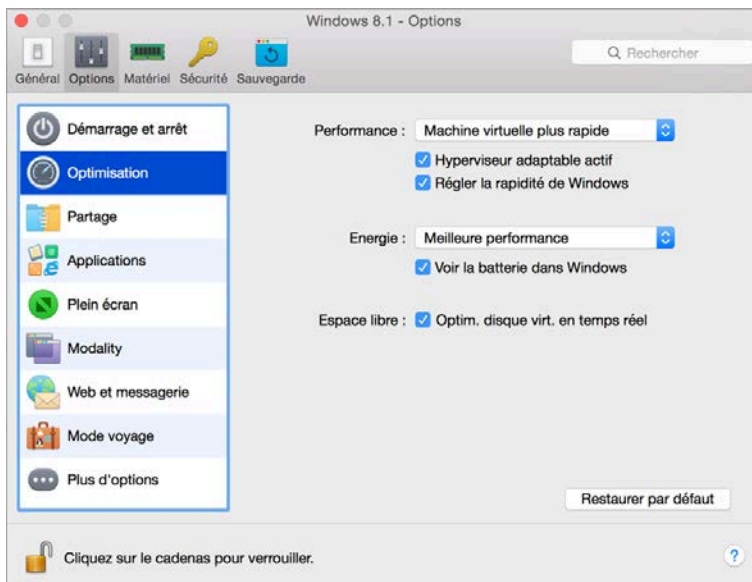 Windows 8.1 - Options
Général Options Matériel Sécurité Sauvegarde
Rechercher
Démarrage et arrêt
Optimisation
Partage
Applications
Plein écran
Modality
Web et messagerie
Mode voyage
Plus d'options
Performance : Machine virtuelle plus rapide
Hyperviseur adaptable actif
Régler la rapidité de Windows
Energie : Meilleure performance
Voir la batterie dans Windows
Espace libre : Optim. disque virt. en temps réel
Restaurer par défaut
Cliquez sur le cadenas pour verrouiller.
?